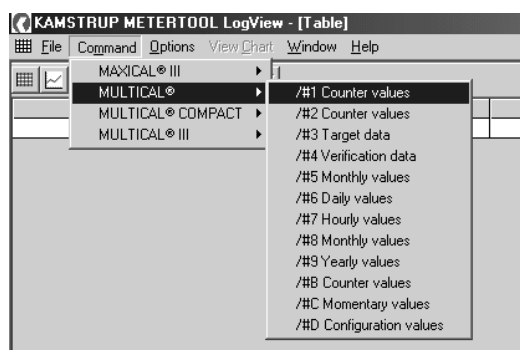 KAMSTRUP METERTOOL LogView - [Table]
File Command Options View Chart Window Help
MAXICAL® III
MULTICAL®
MULTICAL® COMPACT
MULTICAL® III
/#1 Counter values
/#2 Counter values
/#3 Target data
/#4 Verification data
/#5 Monthly values
/#6 Daily values
/#7 Hourly values
/#8 Monthly values
/#9 Yearly values
/#B Counter values
/#C Momentary values
/#D Configuration values